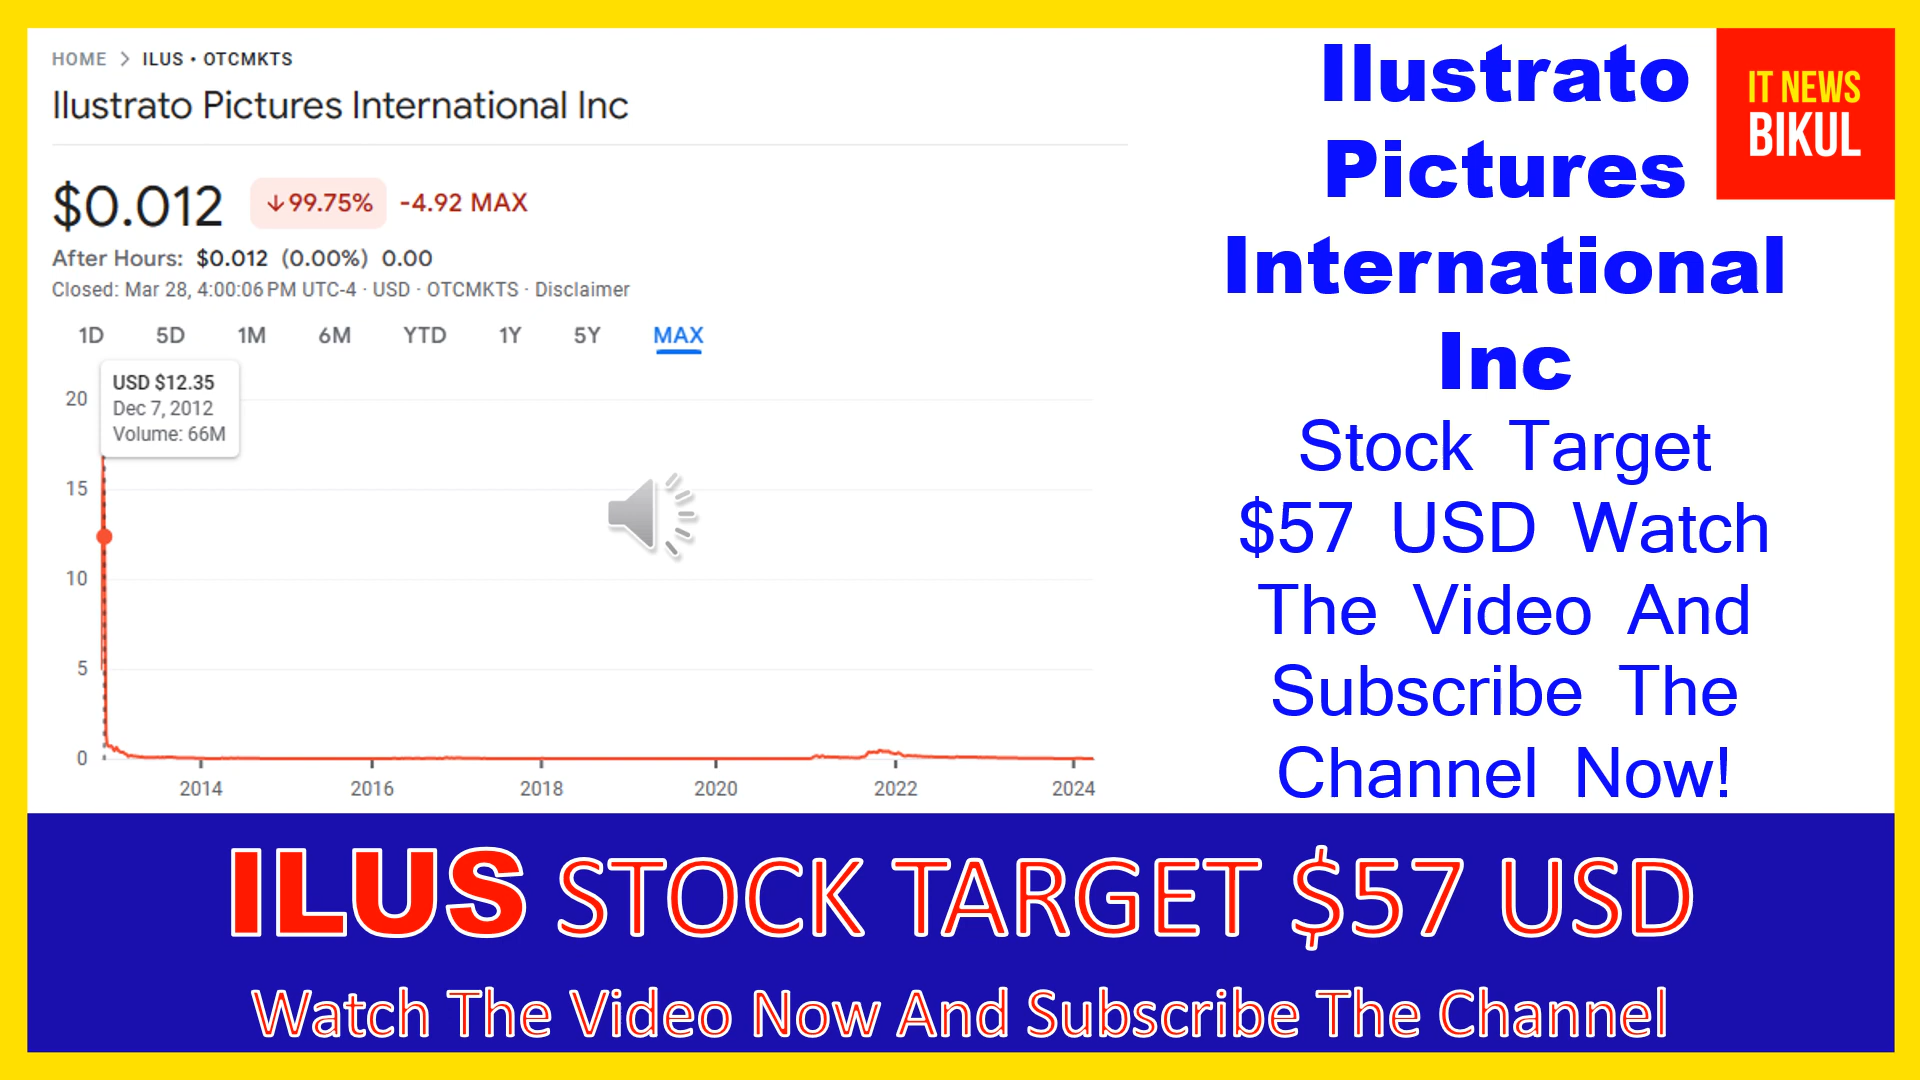 HOME > ILUS • OTCMKTS
Ilustrato Pictures International Inc
$0.012 ↓99.75% -4.92 MAX
After Hours: $0.012 (0.00%) 0.00
Closed: Mar 28, 4:00:06 PM UTC-4 · USD · OTCMKTS · Disclaimer
1D 5D 1M 6M YTD 1Y 5Y MAX
USD $12.35
Dec 7, 2012
Volume: 66M
20
15
10
5
0
2014 2016 2018 2020 2022 2024
Ilustrato
Pictures
International
Inc
Stock Target
$57 USD Watch
The Video And
Subscribe The
Channel Now!
IT NEWS
BIKUL
ILUS STOCK TARGET $57 USD
Watch The Video Now And Subscribe The Channel